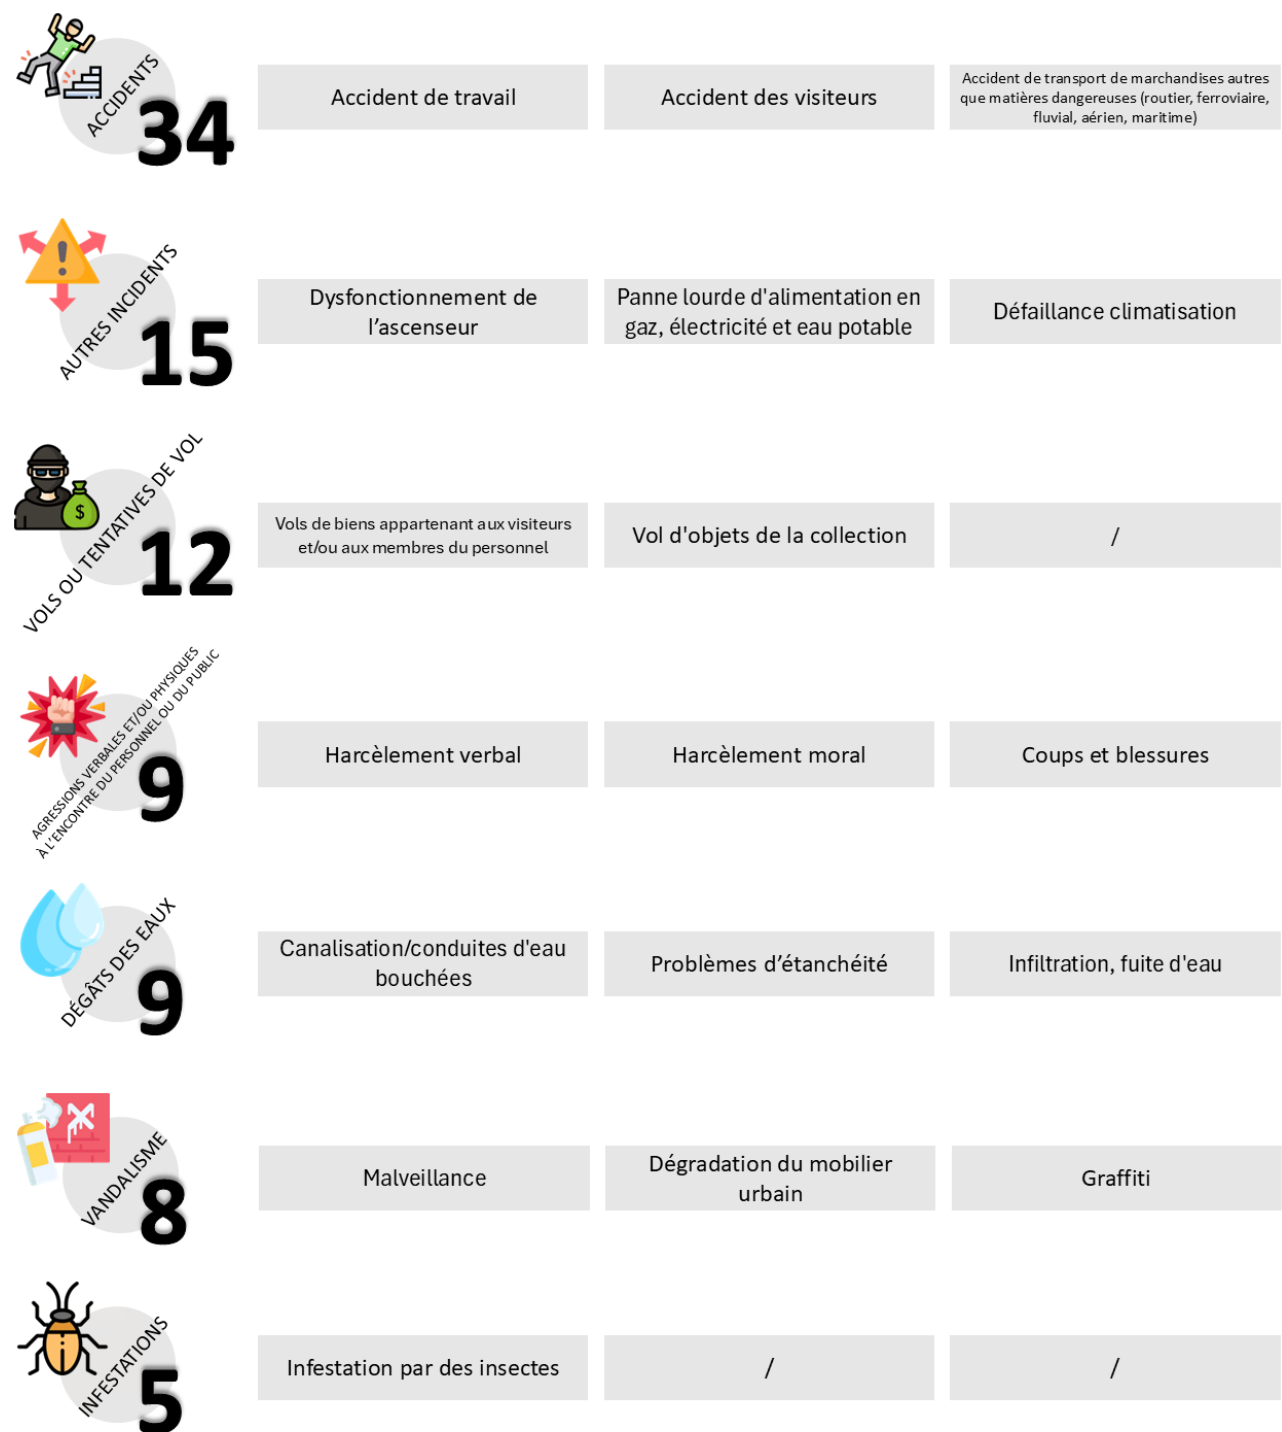 ACCIDENTS
34
Accident de travail
Accident des visiteurs
Accident de transport de marchandises autres
que matières dangereuses (routier, ferroviaire,
fluvial, aérien, maritime)
AUTRES INCIDENTS
15
Dysfonctionnement de
l’ascenseur
Panne lourde d'alimentation en
gaz, électricité et eau potable
Défaillance climatisation
$
VOLS OU TENTATIVES DE VOL
12
Vols de biens appartenant aux visiteurs
et/ou aux membres du personnel
Vol d'objets de la collection
/
AGRESSIONS VERBALES ET/OU PHYSIQUES
À L’ENCONTRE DU PERSONNEL OU DU PUBLIC
9
Harcèlement verbal
Harcèlement moral
Coups et blessures
DÉGÂTS DES EAUX
9
Canalisation/conduites d'eau
bouchées
Problèmes d’étanchéité
Infiltration, fuite d'eau
VANDALISME
8
Malveillance
Dégradation du mobilier
urbain
Graffiti
INFESTATIONS
5
Infestation par des insectes
/
/